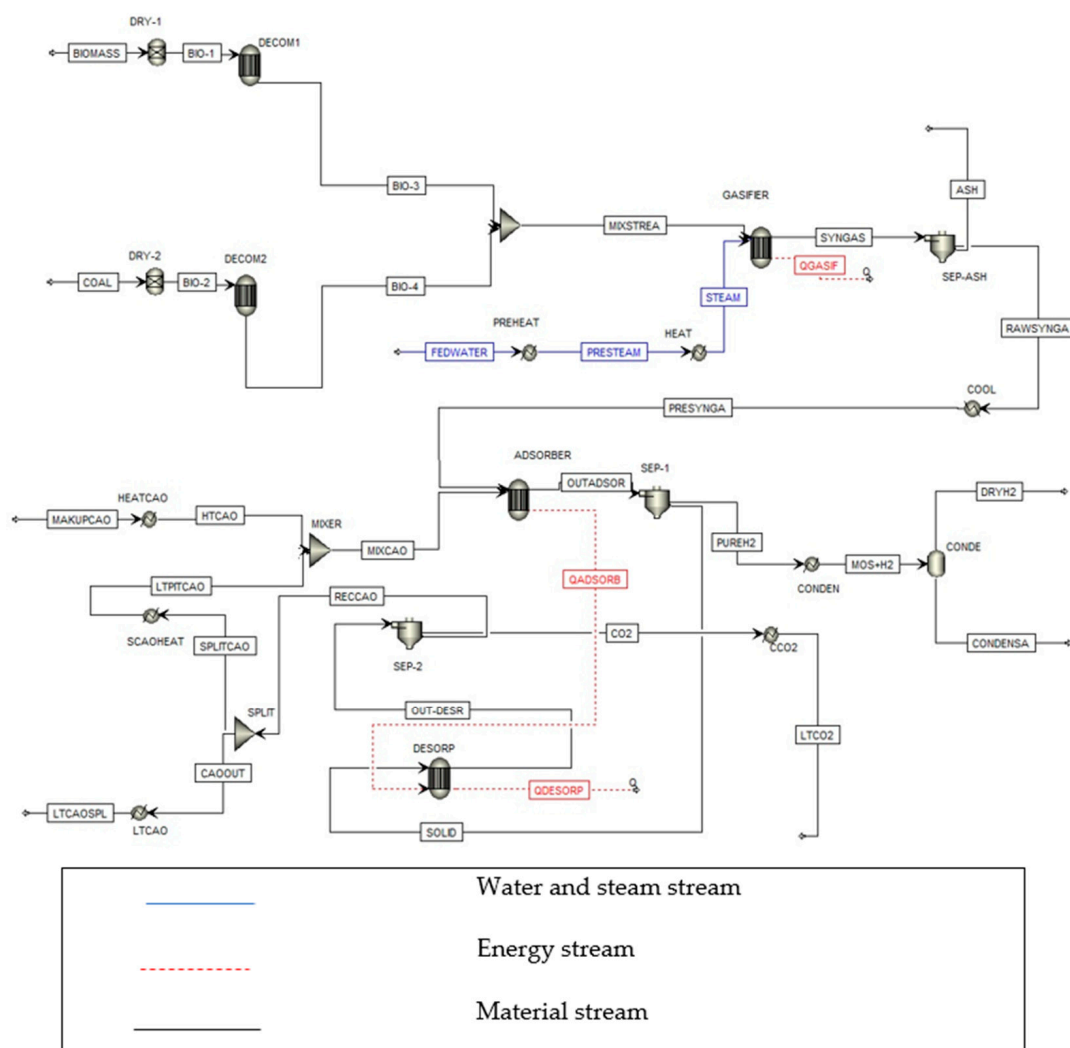 DRY-1
BIOMASS
BIO-1
DECOM1
BIO-3
ASH
GASIFIER
MIXSTREA
SYNGAS
DRY-2
COAL
BIO-2
DECOM2
BIO-4
QGASIF
Q
SEP-ASH
STEAM
PREHEAT
HEAT
RAWSYNGA
FEDWATER
PRESTEAM
COOL
PRESYNGA
ADSORBER
SEP-1
OUTADSOR
DRYH2
HEATCAO
MAKUPCAO
HTCAO
MIXER
MIXCAO
PUREH2
CONDE
MOS+H2
CONDEN
LTPITCAO
QADSORB
RECCAO
SCAOHEAT
SPLITCAO
SEP-2
CO2
CCO2
CONDENSA
SPLIT
OUT-DESR
LTCO2
DESORP
CAOOUT
QDESORP
Q
LTCAOSPL
LTCAO
SOLID
Water and steam stream
Energy stream
Material stream